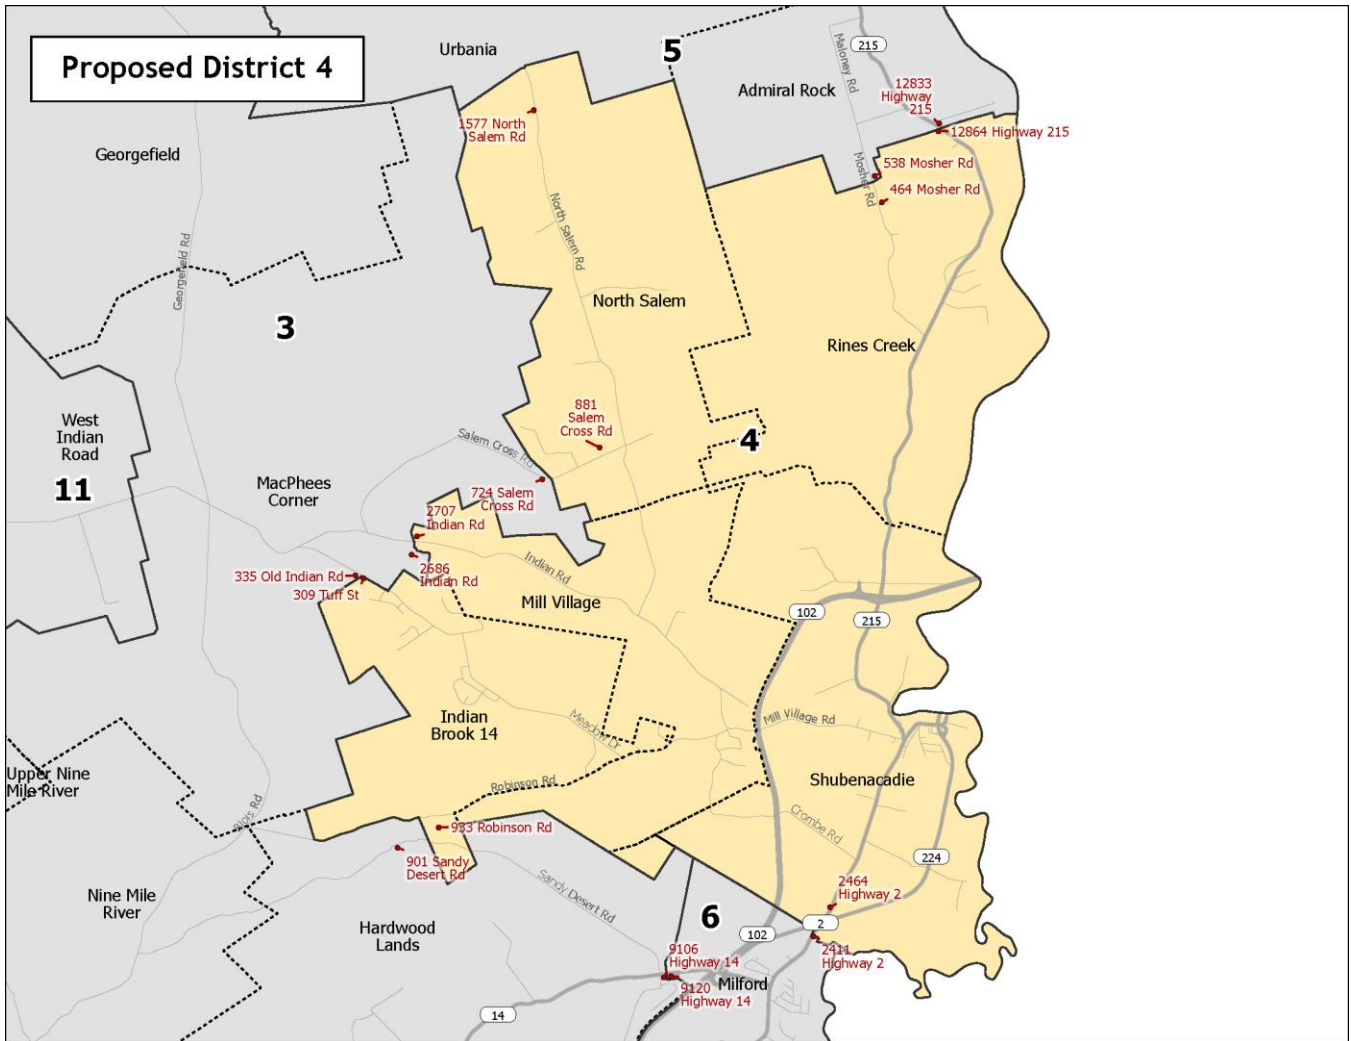 Proposed District 4
Urbania
5
215
Maloney Rd
Admiral Rock
12833
Highway
215
12864 Highway 215
1577 North
Salem Rd
Georgefield
538 Mosher Rd
Mosher Rd
464 Mosher Rd
North Salem Rd
Georgefield Rd
North Salem
3
Rines Creek
881
Salem
Cross Rd
West
Indian
Road
Salem Cross Rd
4
11
MacPhees
Corner
724 Salem
Cross Rd
2707
Indian Rd
335 Old Indian Rd
309 Tuff St
2686
Indian Rd
Indian Rd
Mill Village
102
215
Indian
Brook 14
Meadow Dr
Mill Village Rd
Upper Nine
Mile River
Robinson Rd
Shubenacadie
Crombe Rd
933 Robinson Rd
901 Sandy
Desert Rd
224
Nine Mile
River
Sandy Desert Rd
2464
Highway 2
Hardwood
Lands
6
2
102
2411
Highway 2
9106
Highway 14
9120
Highway 14
Milford
14